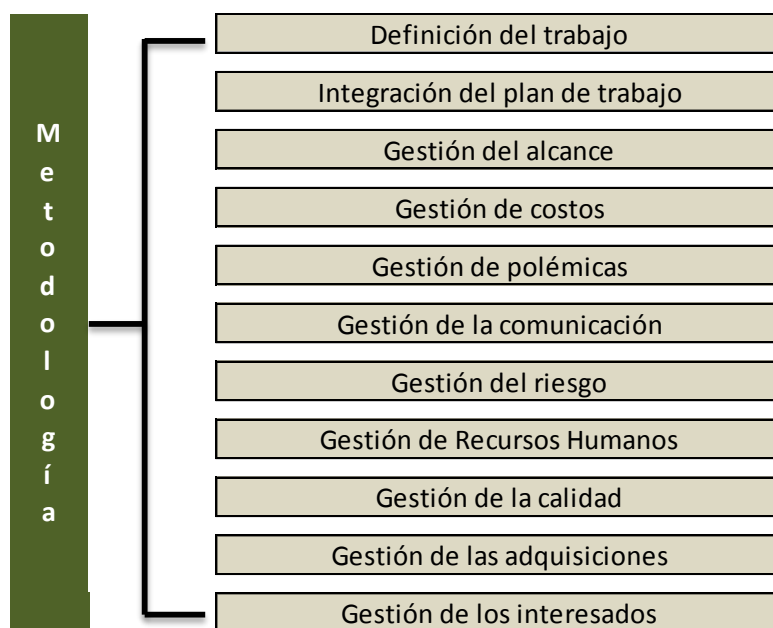 Metodología
Definición del trabajo
Integración del plan de trabajo
Gestión del alcance
Gestión de costos
Gestión de polémicas
Gestión de la comunicación
Gestión del riesgo
Gestión de Recursos Humanos
Gestión de la calidad
Gestión de las adquisiciones
Gestión de los interesados